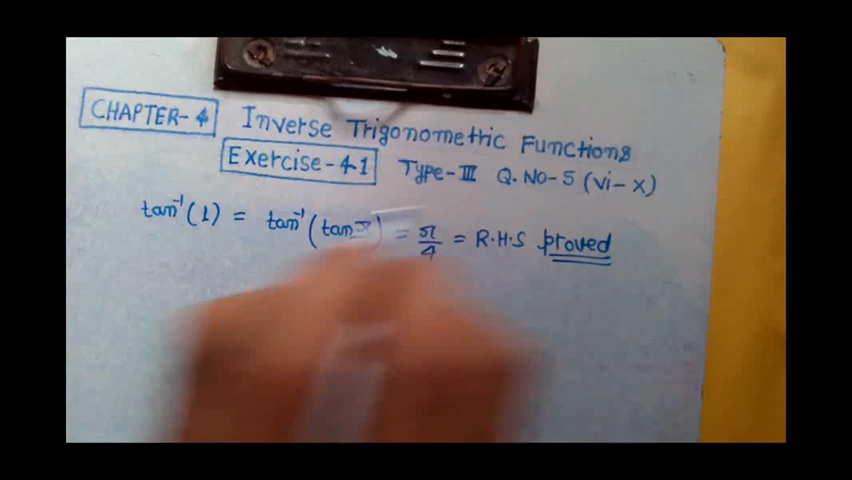 CHAPTER-4 Inverse Trigonometric Functions
Exercise-4.1 Type-III Q.No-5 (vi-x)
tan⁻¹(1) = tan⁻¹(tan π) = π/4 = R.H.S proved